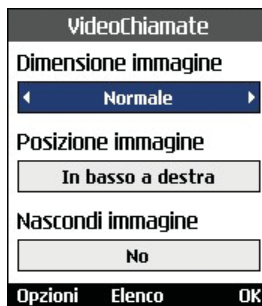 VideoChiamate
Dimensione immagine
Normale
Posizione immagine
In basso a destra
Nascondi immagine
No
Opzioni Elenco OK